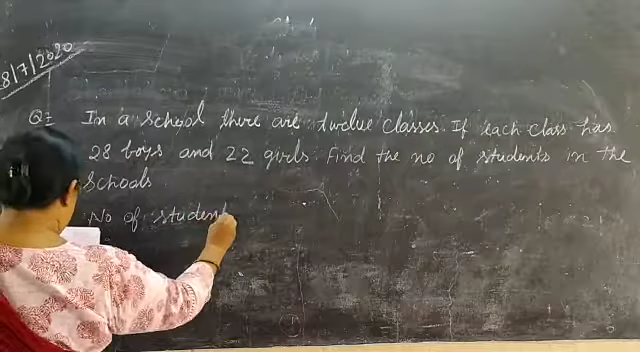 8/7/2020
Q: In a school there are twelve classes. If each class has
28 boys and 22 girls. Find the no of students in the
schools
No of student